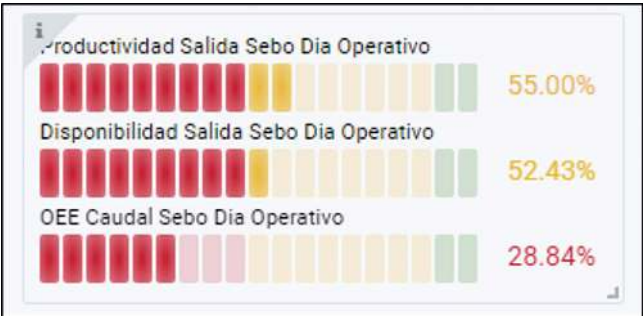 i
Productividad Salida Sebo Dia Operativo
55.00%
Disponibilidad Salida Sebo Dia Operativo
52.43%
OEE Caudal Sebo Dia Operativo
28.84%